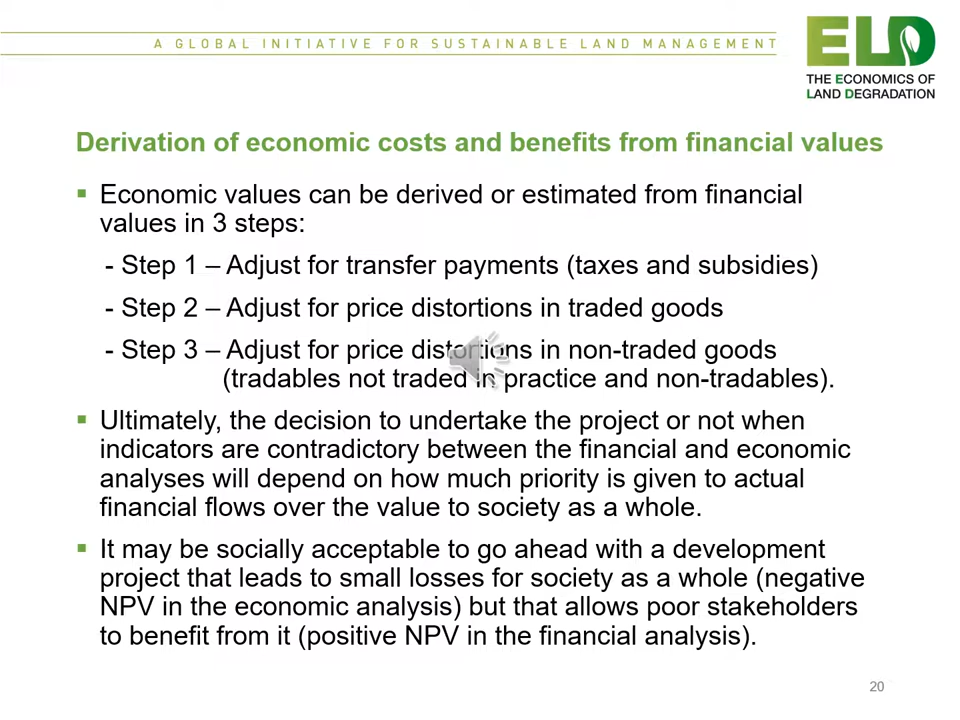 A GLOBAL INITIATIVE FOR SUSTAINABLE LAND MANAGEMENT
ELD
THE ECONOMICS OF
LAND DEGRADATION
Derivation of economic costs and benefits from financial values
▪ Economic values can be derived or estimated from financial
values in 3 steps:
- Step 1 – Adjust for transfer payments (taxes and subsidies)
- Step 2 – Adjust for price distortions in traded goods
- Step 3 – Adjust for price distortions in non-traded goods
(tradables not traded in practice and non-tradables).
▪ Ultimately, the decision to undertake the project or not when
indicators are contradictory between the financial and economic
analyses will depend on how much priority is given to actual
financial flows over the value to society as a whole.
▪ It may be socially acceptable to go ahead with a development
project that leads to small losses for society as a whole (negative
NPV in the economic analysis) but that allows poor stakeholders
to benefit from it (positive NPV in the financial analysis).
20